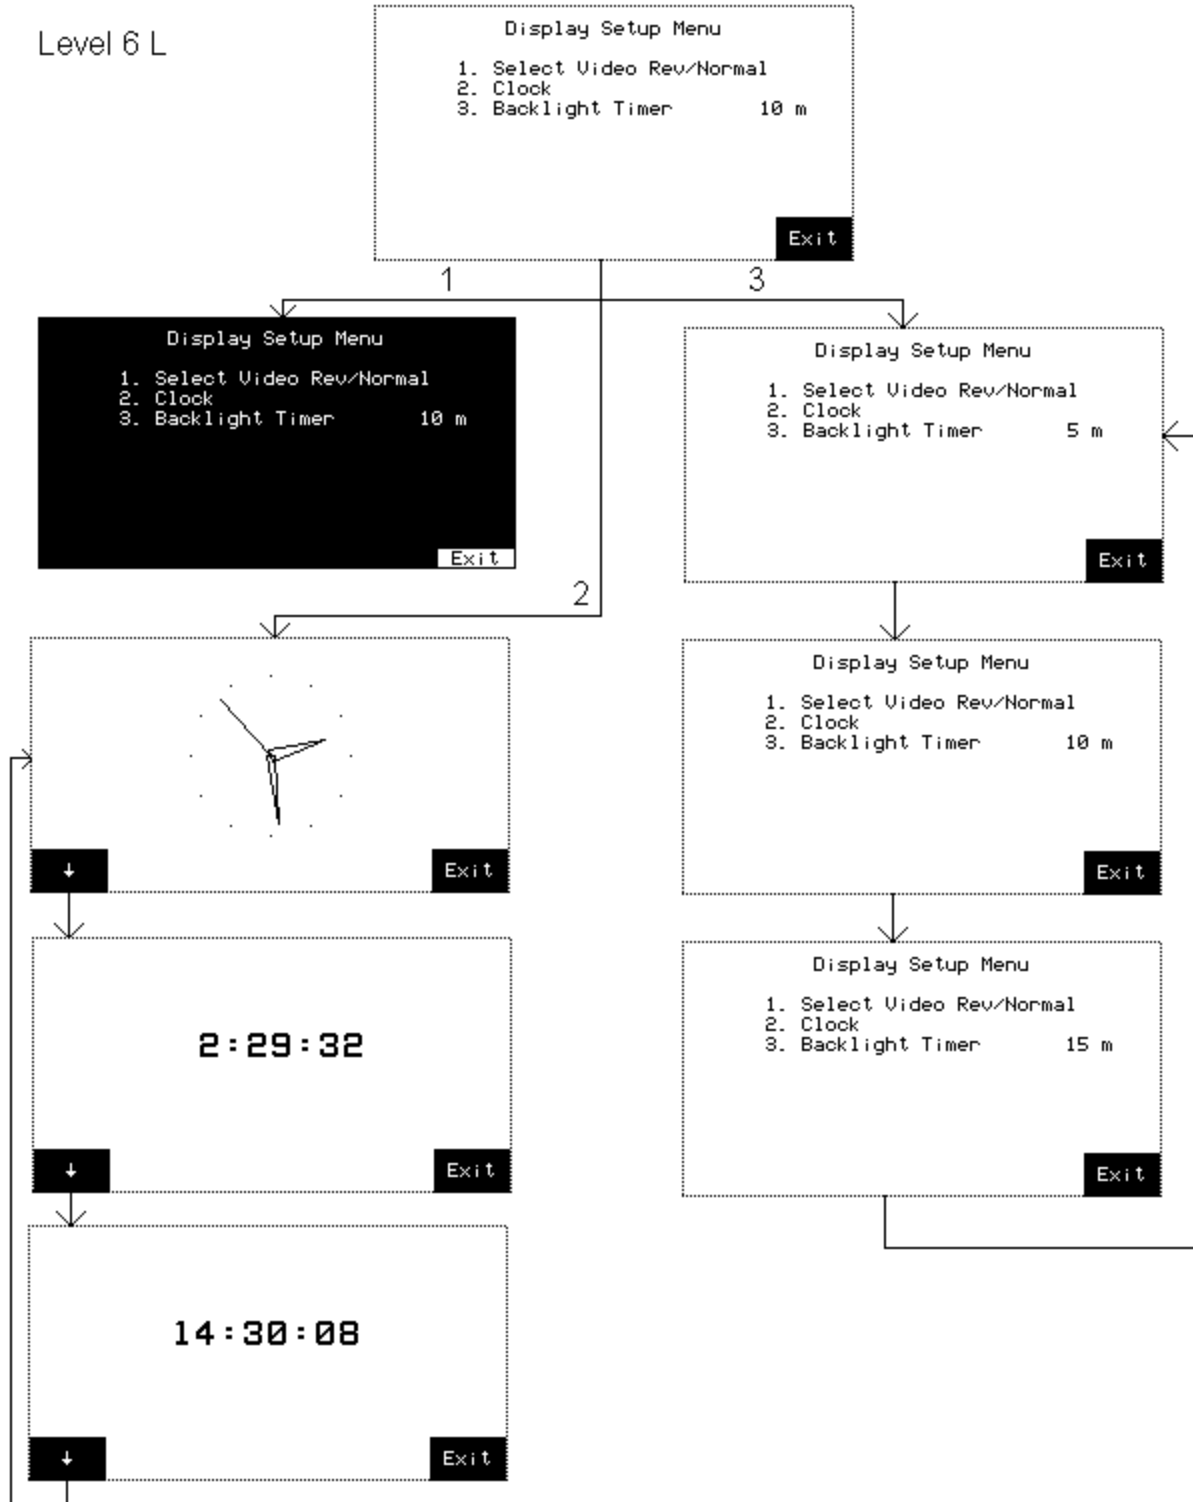 Level 6 L
Display Setup Menu
1. Select Video Rev/Normal
2. Clock
3. Backlight Timer 10 m
Exit
1
3
Display Setup Menu
1. Select Video Rev/Normal
2. Clock
3. Backlight Timer 10 m
Exit
Display Setup Menu
1. Select Video Rev/Normal
2. Clock
3. Backlight Timer 5 m
Exit
2
↓
Exit
Display Setup Menu
1. Select Video Rev/Normal
2. Clock
3. Backlight Timer 10 m
Exit
2:29:32
↓
Exit
Display Setup Menu
1. Select Video Rev/Normal
2. Clock
3. Backlight Timer 15 m
Exit
14:30:08
↓
Exit